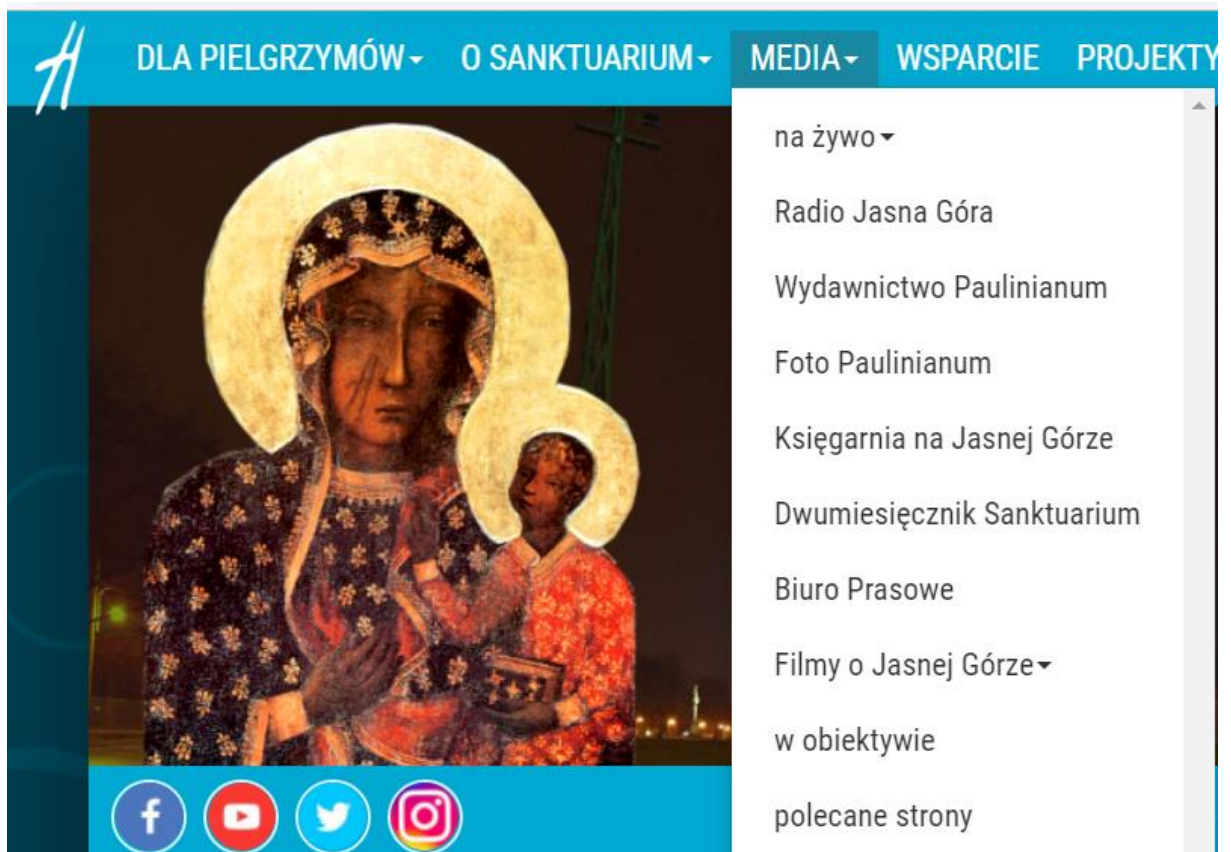 DLA PIELGRZYMÓW O SANKTUARIUM MEDIA WSPARCIE PROJEKTY
na żywo
Radio Jasna Góra
Wydawnictwo Paulinianum
Foto Paulinianum
Księgarnia na Jasnej Górze
Dwumiesięcznik Sanktuarium
Biuro Prasowe
Filmy o Jasnej Górze
w obiektywie
polecane strony